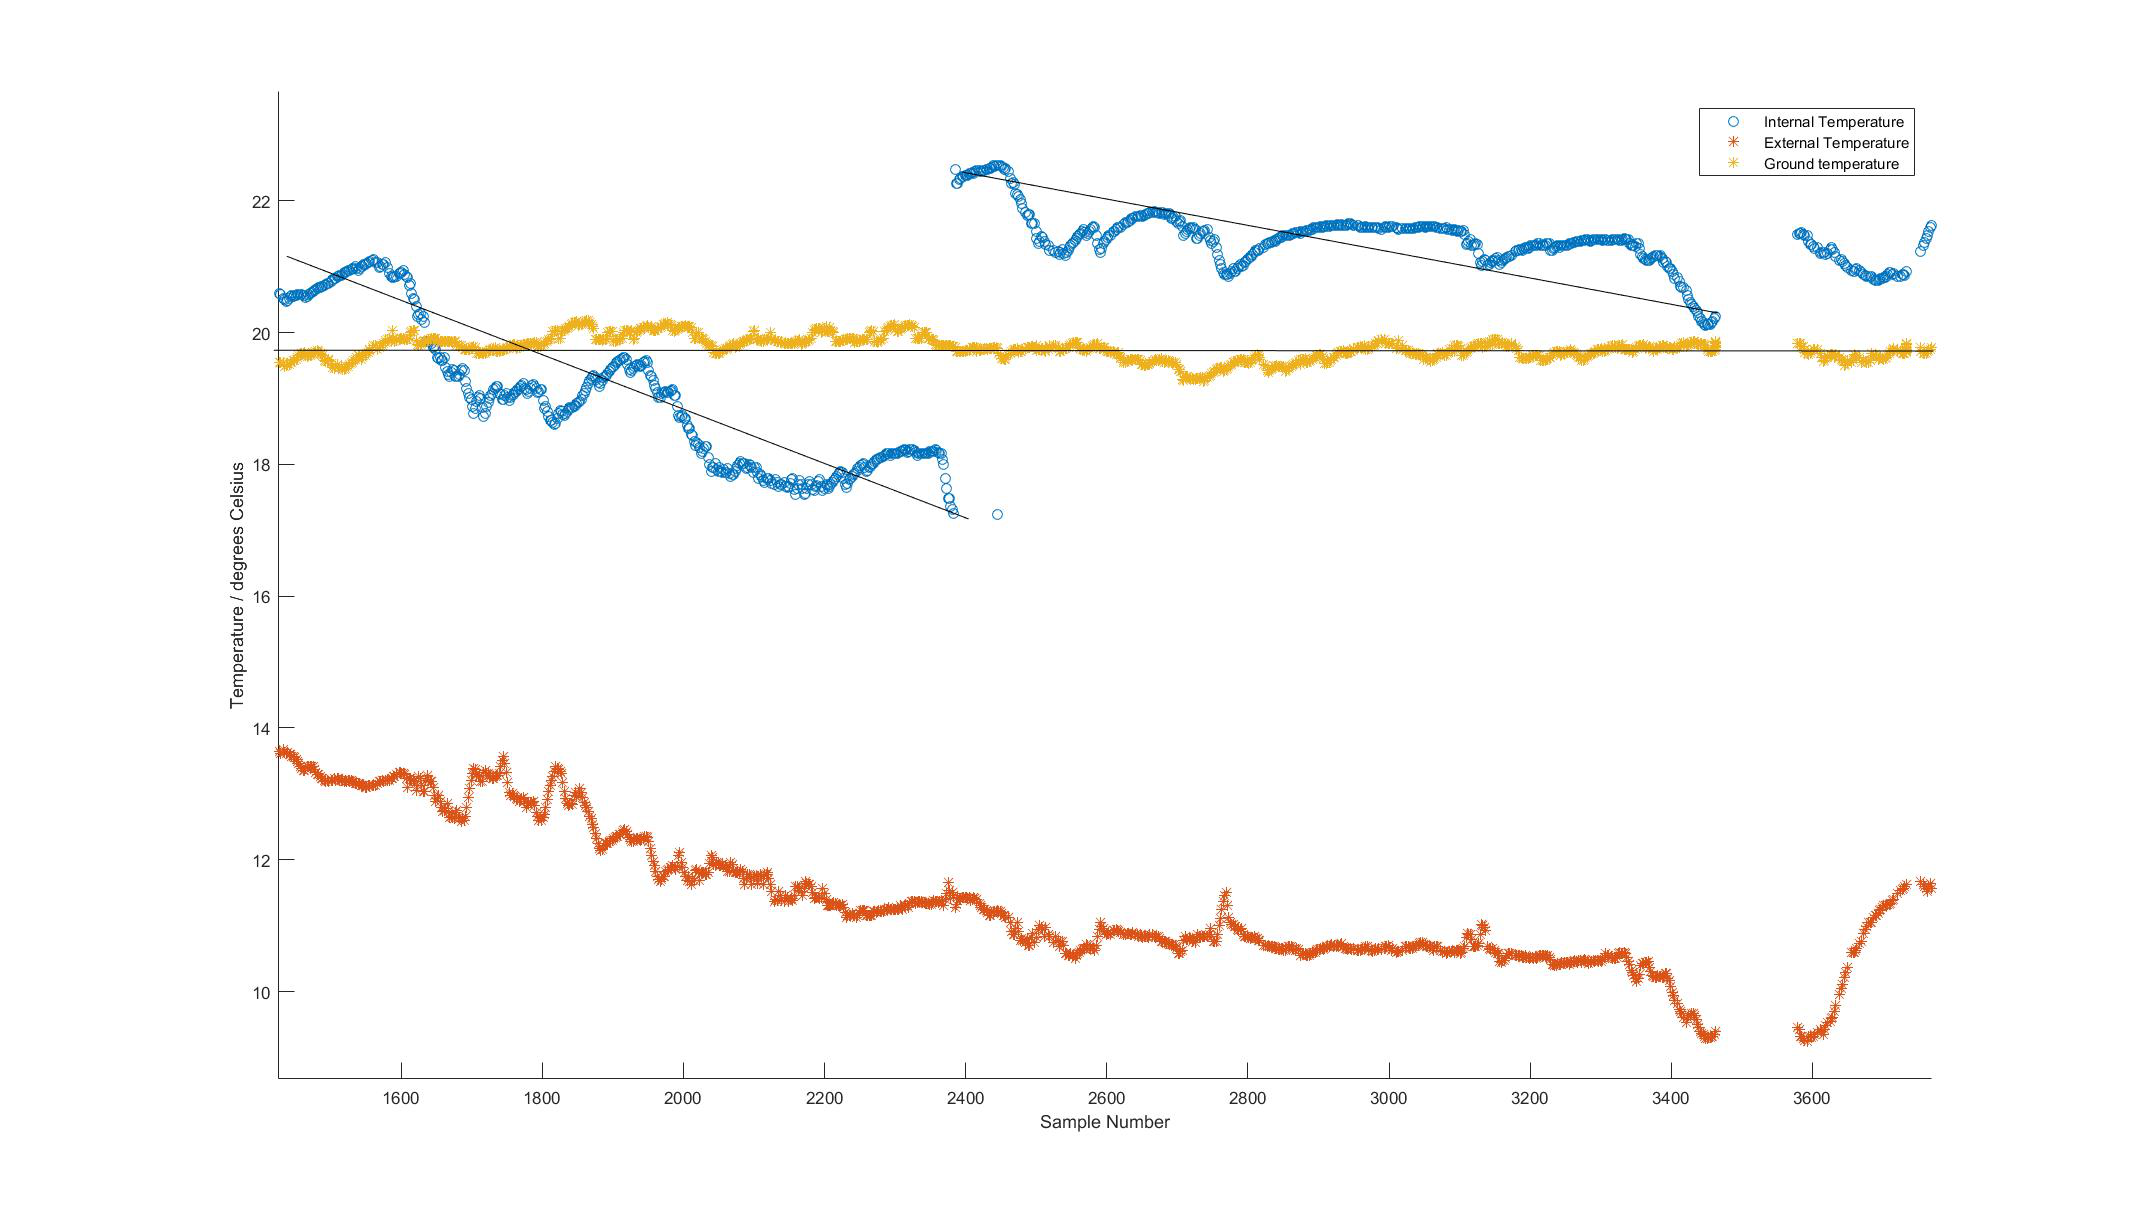 Internal Temperature
External Temperature
Ground temperature
22
20
18
16
14
12
10
Temperature / degrees Celsius
1600 1800 2000 2200 2400 2600 2800 3000 3200 3400 3600
Sample Number